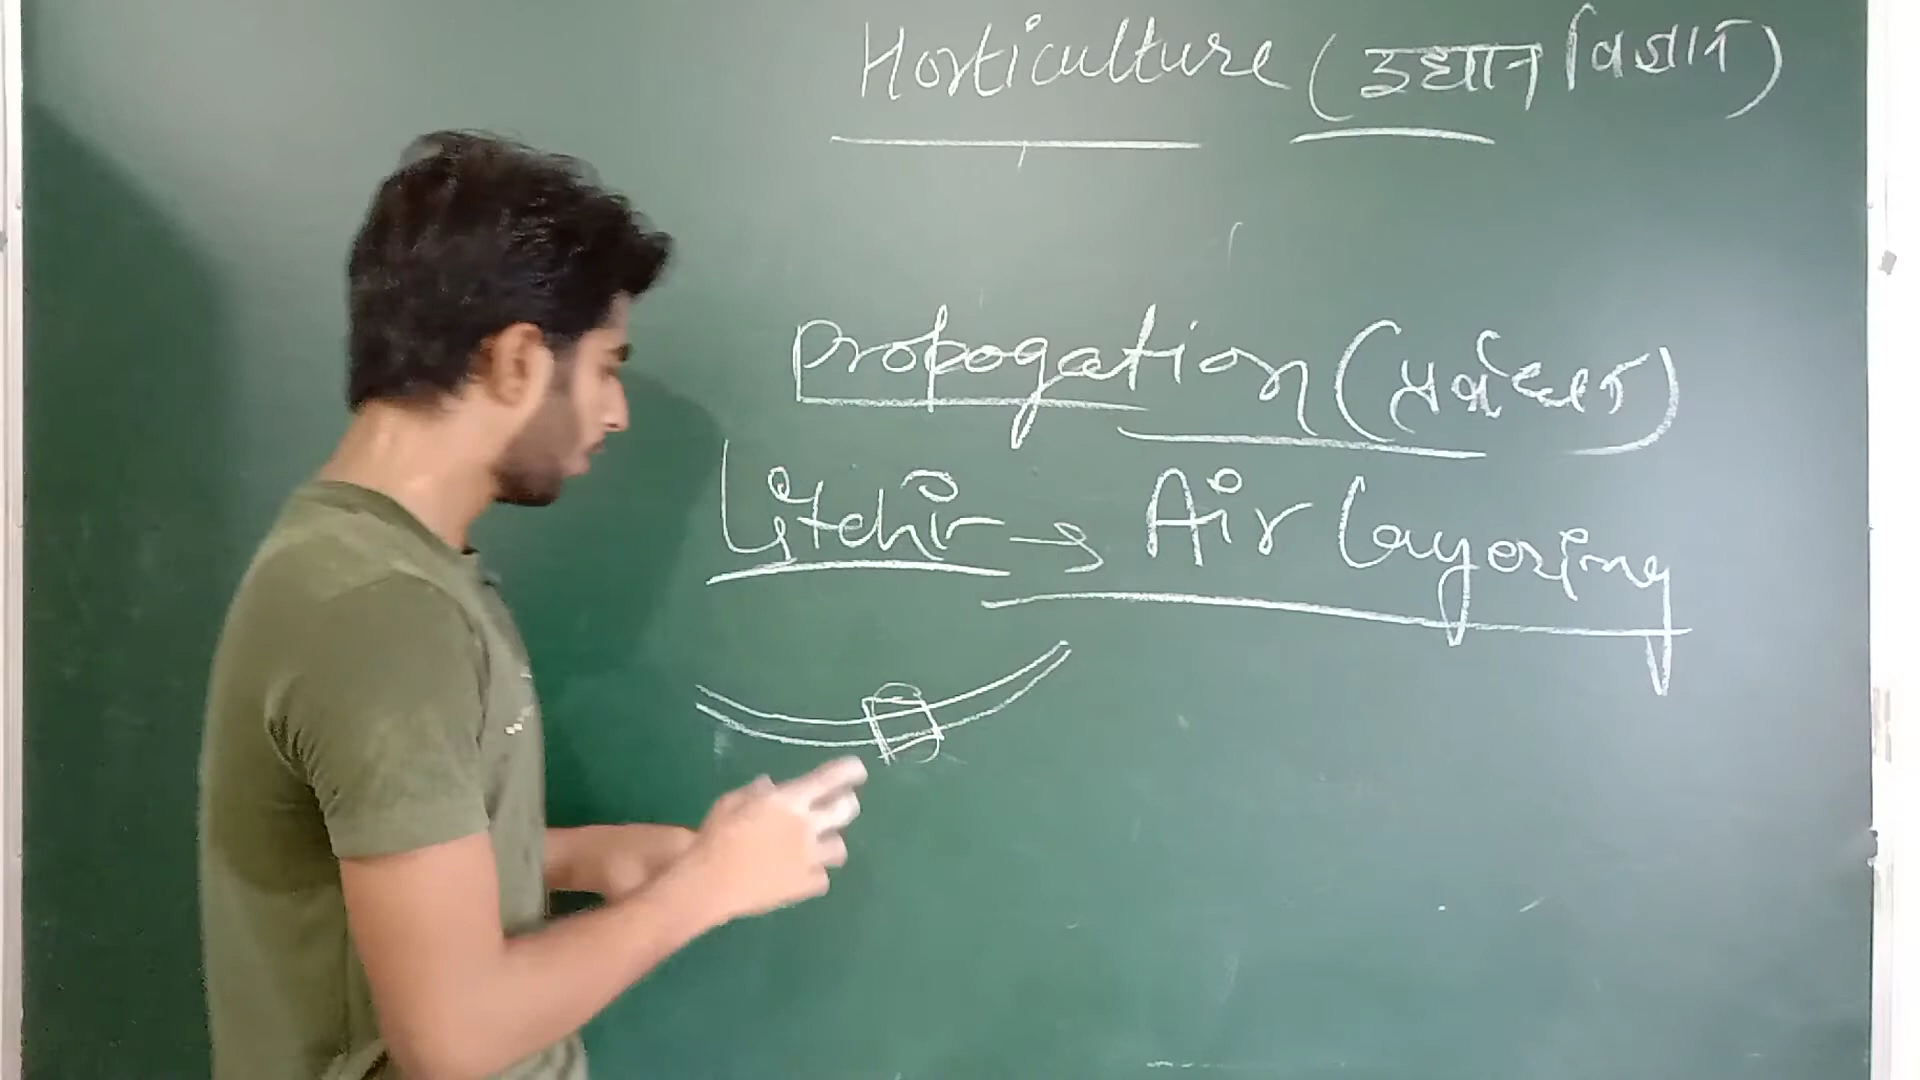 Horticulture (उद्यान विज्ञान)
Propogation (प्रवर्धन)
Litchi → Air layering